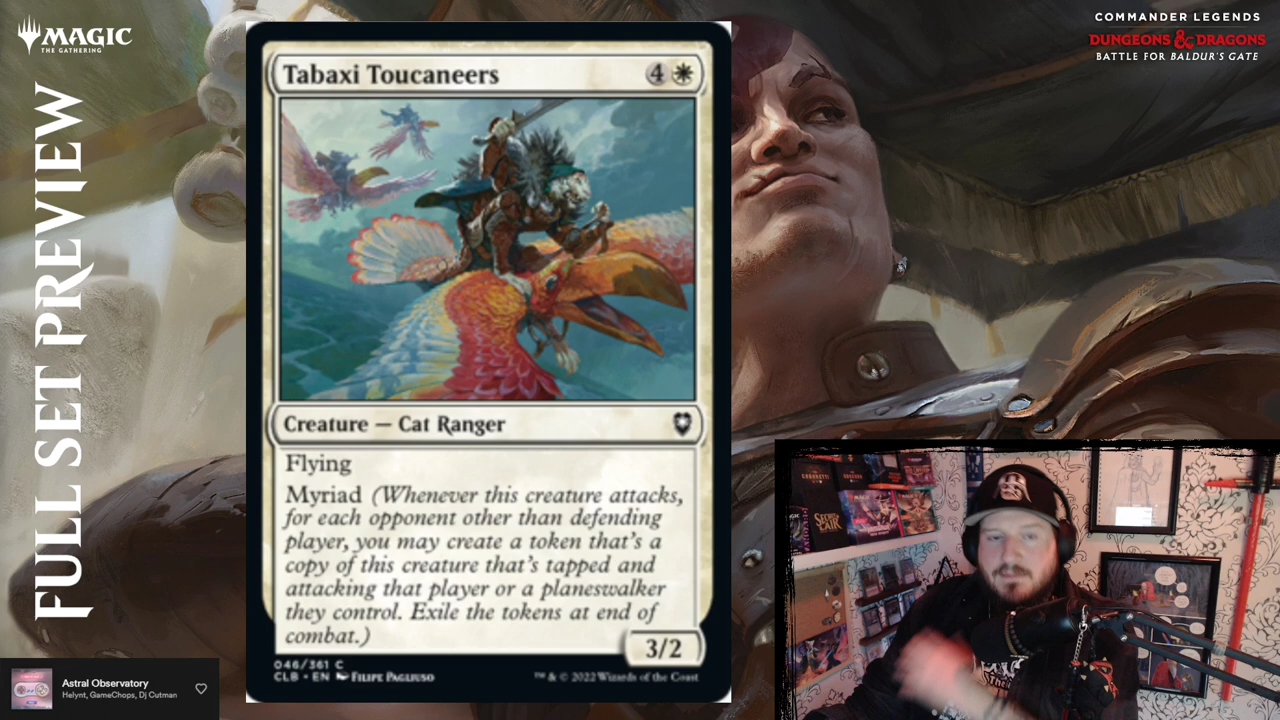 MAGIC
THE GATHERING
FULL SET PREVIEW
COMMANDER LEGENDS
DUNGEONS & DRAGONS
BATTLE FOR BALDUR'S GATE
Tabaxi Toucaneers
4
Creature — Cat Ranger
Flying
Myriad (Whenever this creature attacks,
for each opponent other than defending
player, you may create a token that's a
copy of this creature that's tapped and
attacking that player or a planeswalker
they control. Exile the tokens at end of
combat.)
3/2
046/361 C
CLB • EN FILIPE PAGLIUSO
™ & © 2022 Wizards of the Coast
Astral Observatory
Helynt, GameChops, Dj Cutman
SECRET
LAIR